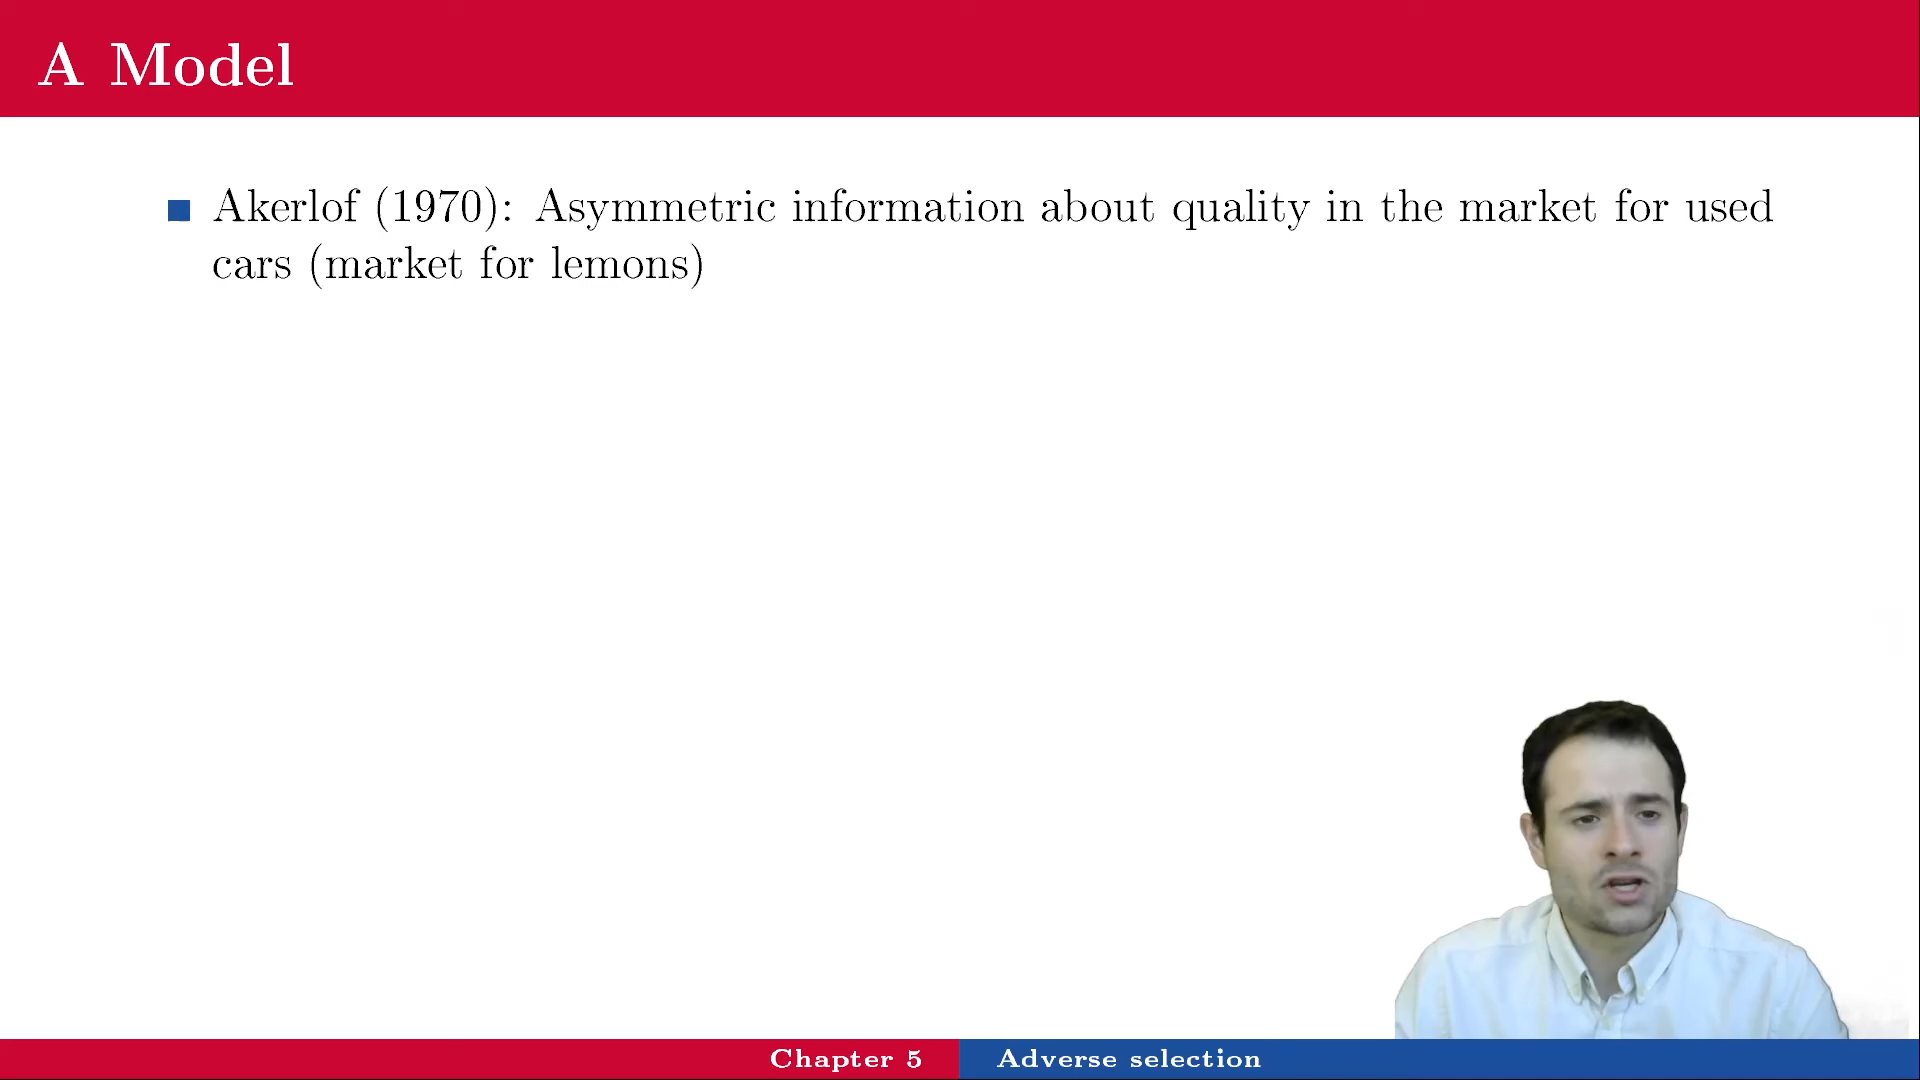 A Model
Akerlof (1970): Asymmetric information about quality in the market for used
cars (market for lemons)
Chapter 5
Adverse selection